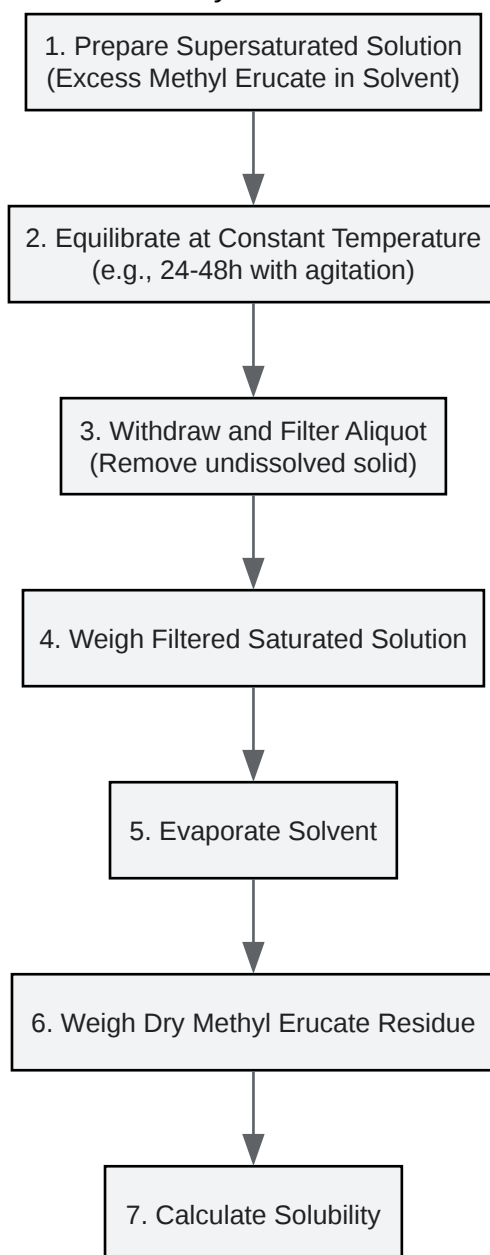 1. Prepare Supersaturated Solution
(Excess Methyl Erucate in Solvent)
2. Equilibrate at Constant Temperature
(e.g., 24-48h with agitation)
3. Withdraw and Filter Aliquot
(Remove undissolved solid)
4. Weigh Filtered Saturated Solution
5. Evaporate Solvent
6. Weigh Dry Methyl Erucate Residue
7. Calculate Solubility